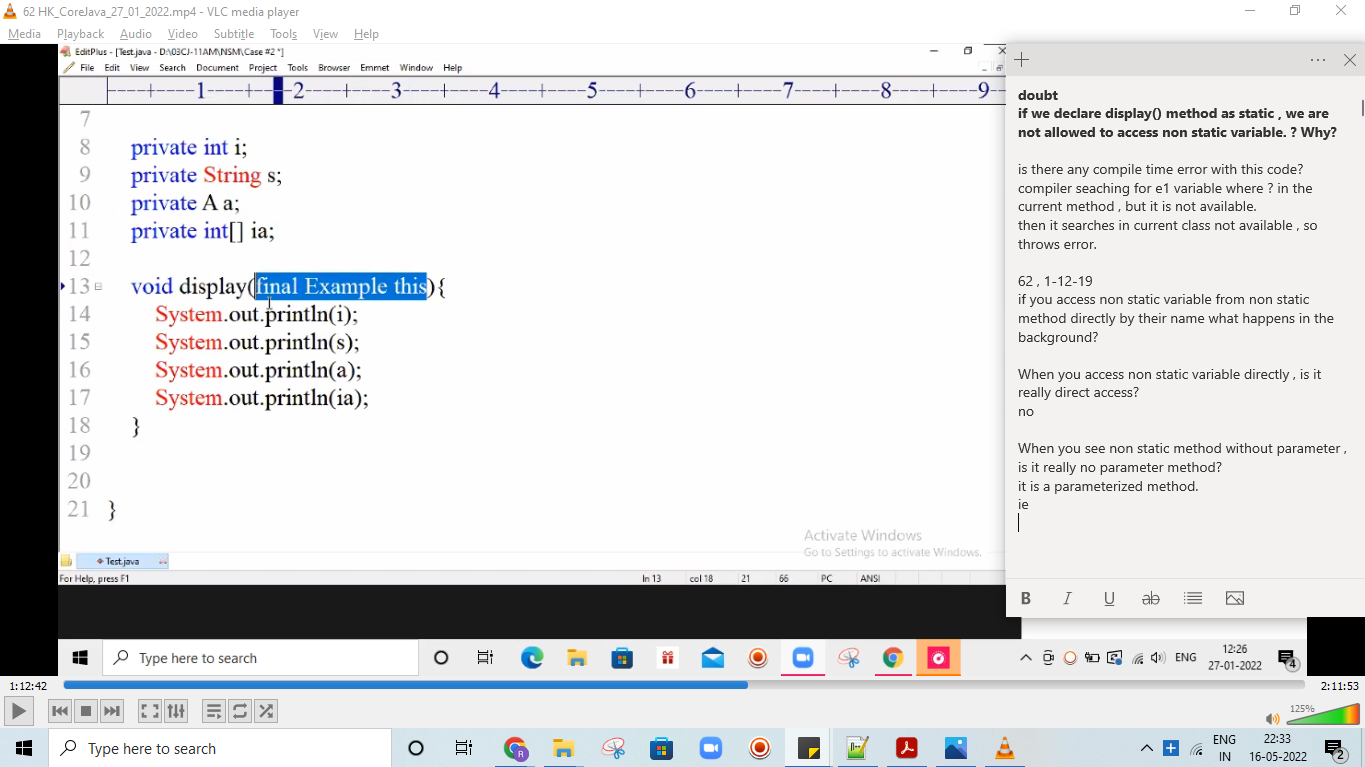 62 HK_CoreJava_27_01_2022.mp4 - VLC media player
Media Playback Audio Video Subtitle Tools View Help
EditPlus - [Test.java - D:\03CJ-11AM\NSM\Case #2 *]
File Edit View Search Document Project Tools Browser Emmet Window Help
----+----1----+----2----+----3----+----4----+----5----+----6----+----7----+----8----+----9--
7
8 private int i;
9 private String s;
10 private A a;
11 private int[] ia;
12
13 void display(final Example this){
14 System.out.println(i);
15 System.out.println(s);
16 System.out.println(a);
17 System.out.println(ia);
18 }
19
20
21 }
Activate Windows
Go to Settings to activate Windows.
Test.java
For Help, press F1 ln 13 col 18 21 66 PC ANSI
doubt
if we declare display() method as static , we are
not allowed to access non static variable. ? Why?
is there any compile time error with this code?
compiler seaching for e1 variable where ? in the
current method , but it is not available.
then it searches in current class not available , so
throws error.
62 , 1-12-19
if you access non static variable from non static
method directly by their name what happens in the
background?
When you access non static variable directly , is it
really direct access?
no
When you see non static method without parameter ,
is it really no parameter method?
it is a parameterized method.
ie
B I U ab
Type here to search
ENG
12:26
27-01-2022
4
1:12:42
2:11:53
125%
Type here to search
ENG
IN
22:33
16-05-2022
2